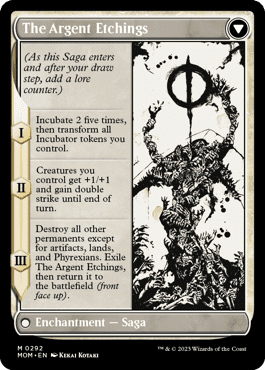 The Argent Etchings
(As this Saga enters
and after your draw
step, add a lore
counter.)
I
Incubate 2 five times,
then transform all
Incubator tokens you
control.
II
Creatures you
control get +1/+1
and gain double
strike until end of
turn.
III
Destroy all other
permanents except
for artifacts, lands,
and Phyrexians. Exile
The Argent Etchings,
then return it to
the battlefield (front
face up).
Enchantment — Saga
M 0292
MOM • EN KEKAI KOTAKI
™ & © 2023 Wizards of the Coast